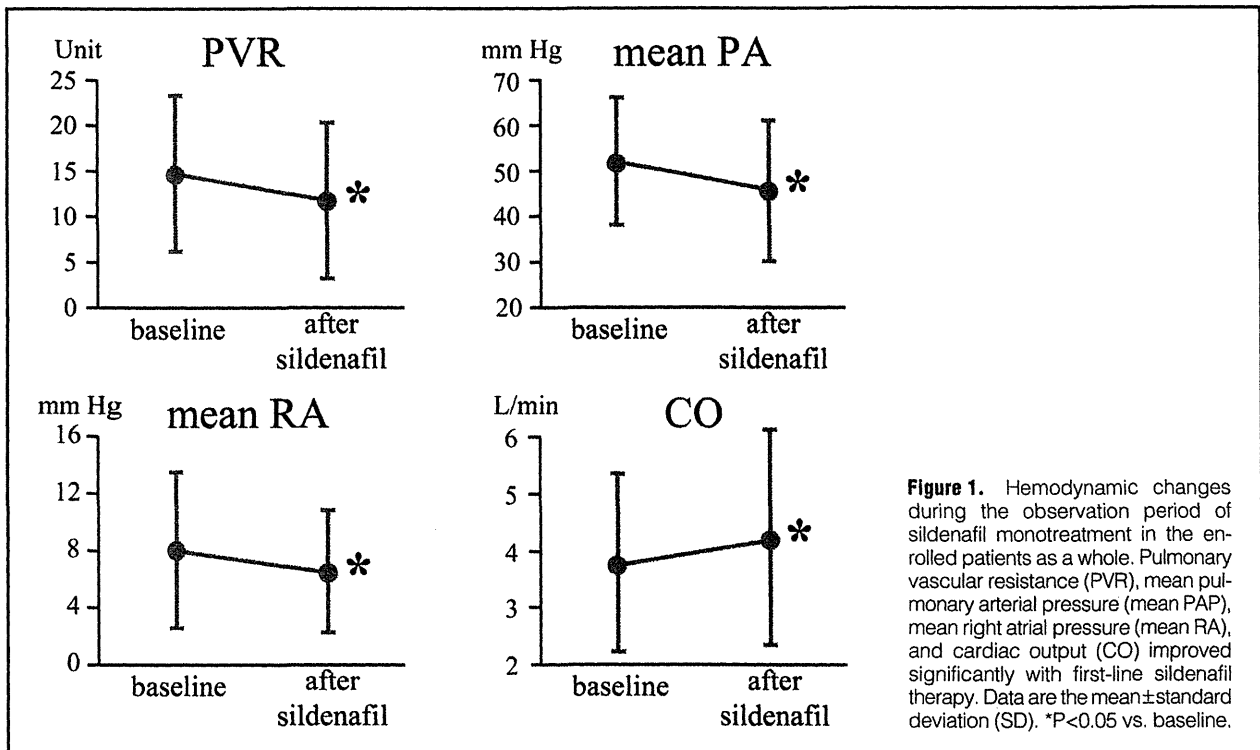 Unit
PVR
25
20
15
10
5
0
*
baseline
after
sildenafil
mm Hg
mean PA
70
60
50
40
30
20
*
baseline
after
sildenafil
mm Hg
mean RA
16
12
8
4
0
*
baseline
after
sildenafil
L/min
CO
6
5
4
3
2
*
baseline
after
sildenafil
Figure 1. Hemodynamic changes
during the observation period of
sildenafil monotreatment in the en-
rolled patients as a whole. Pulmonary
vascular resistance (PVR), mean pul-
monary arterial pressure (mean PAP),
mean right atrial pressure (mean RA),
and cardiac output (CO) improved
significantly with first-line sildenafil
therapy. Data are the mean±standard
deviation (SD). *P<0.05 vs. baseline.